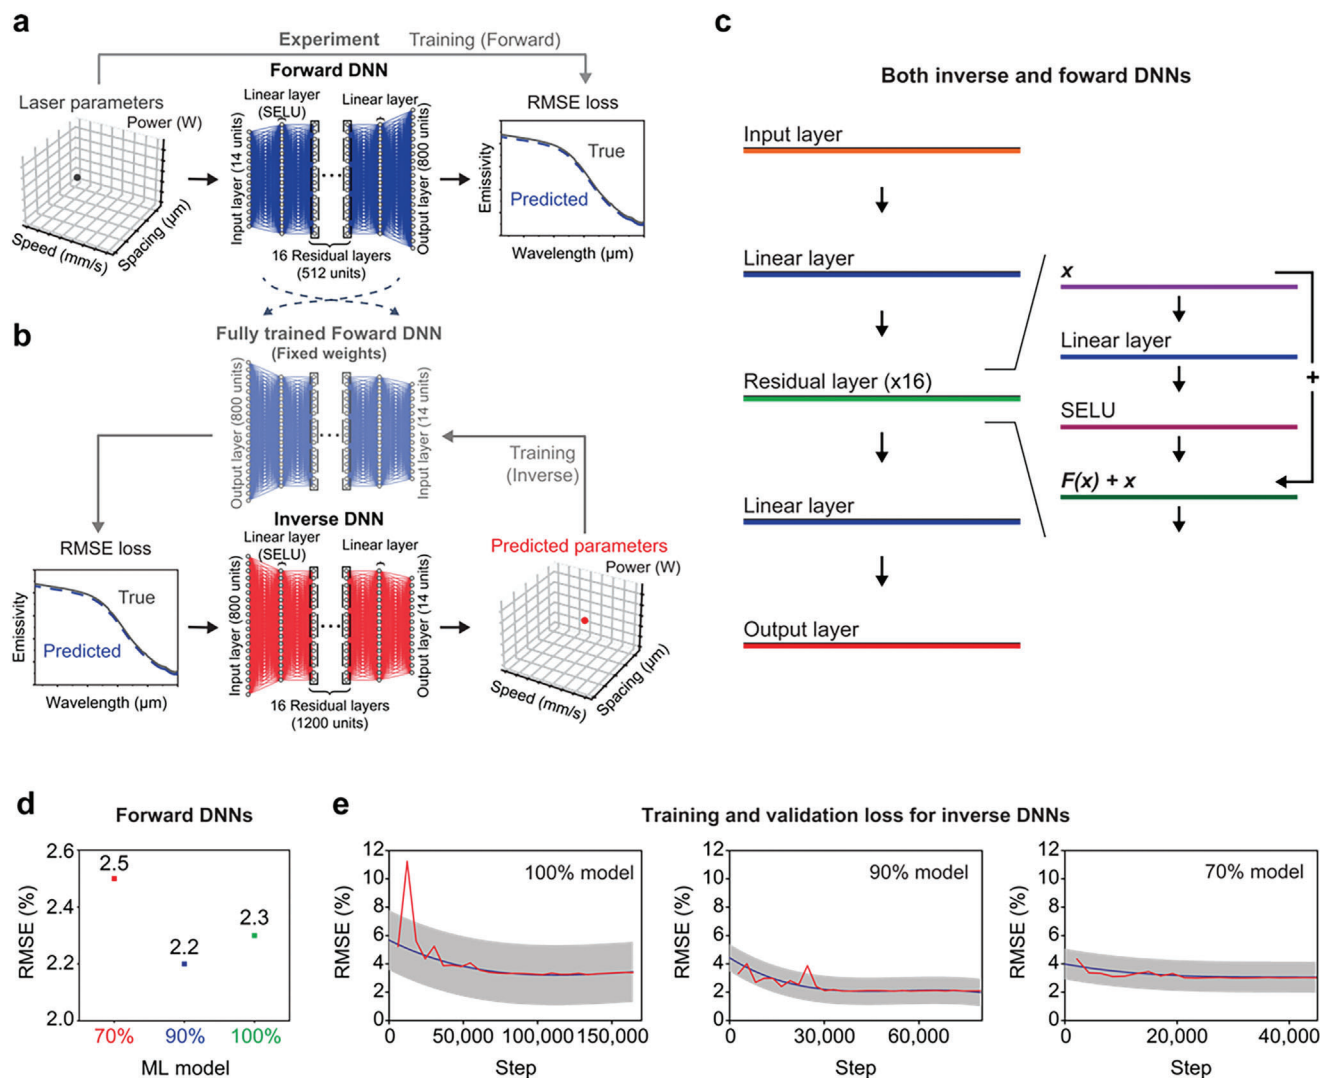 a
Experiment Training (Forward)
Forward DNN
Laser parameters
Power (W)
Speed (mm/s)
Spacing (µm)
Linear layer
(SELU)
Linear layer
Input layer (14 units)
Output layer (800 units)
16 Residual layers
(512 units)
RMSE loss
Emissivity
True
Predicted
Wavelength (µm)
b
Fully trained Foward DNN
(Fixed weights)
Output layer (800 units)
Input layer (14 units)
Training
(Inverse)
Inverse DNN
RMSE loss
Emissivity
True
Predicted
Wavelength (µm)
Linear layer
(SELU)
Linear layer
Input layer (800 units)
Output layer (14 units)
16 Residual layers
(1200 units)
Predicted parameters
Power (W)
Speed (mm/s)
Spacing (µm)
c
Both inverse and foward DNNs
Input layer
Linear layer
Residual layer (x16)
Linear layer
Output layer
x
Linear layer
SELU
F(x) + x
+
d
Forward DNNs
RMSE (%)
2.6
2.4
2.2
2.0
2.5
2.2
2.3
70% 90% 100%
ML model
e
Training and validation loss for inverse DNNs
RMSE (%)
12
10
8
6
4
2
0
100% model
0 50,000 100,000 150,000
Step
RMSE (%)
12
10
8
6
4
2
0
90% model
0 30,000 60,000
Step
RMSE (%)
12
10
8
6
4
2
0
70% model
0 20,000 40,000
Step